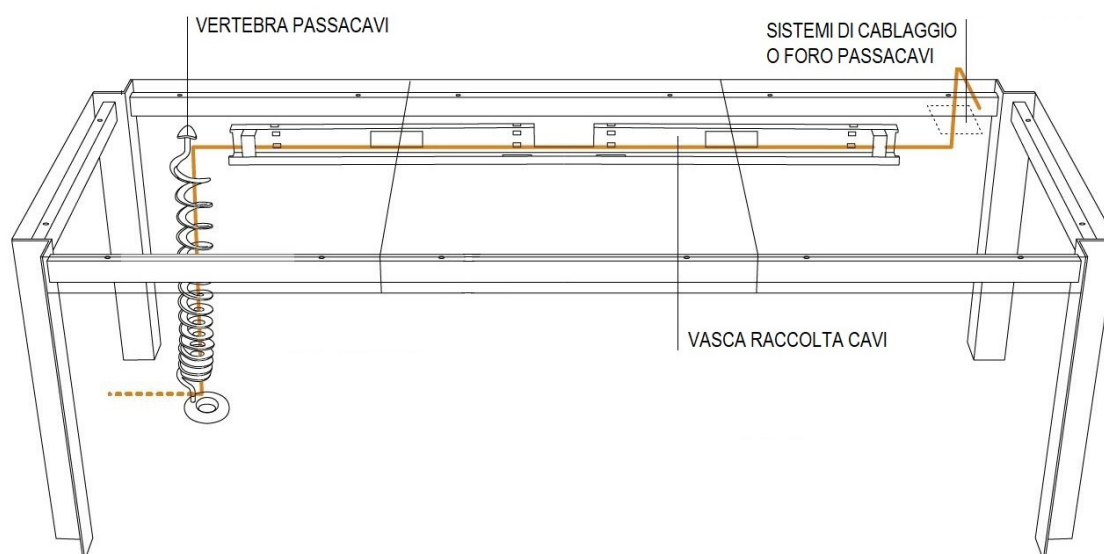 VERTEBRA PASSACAVI
SISTEMI DI CABLAGGIO
O FORO PASSACAVI
VASCA RACCOLTA CAVI